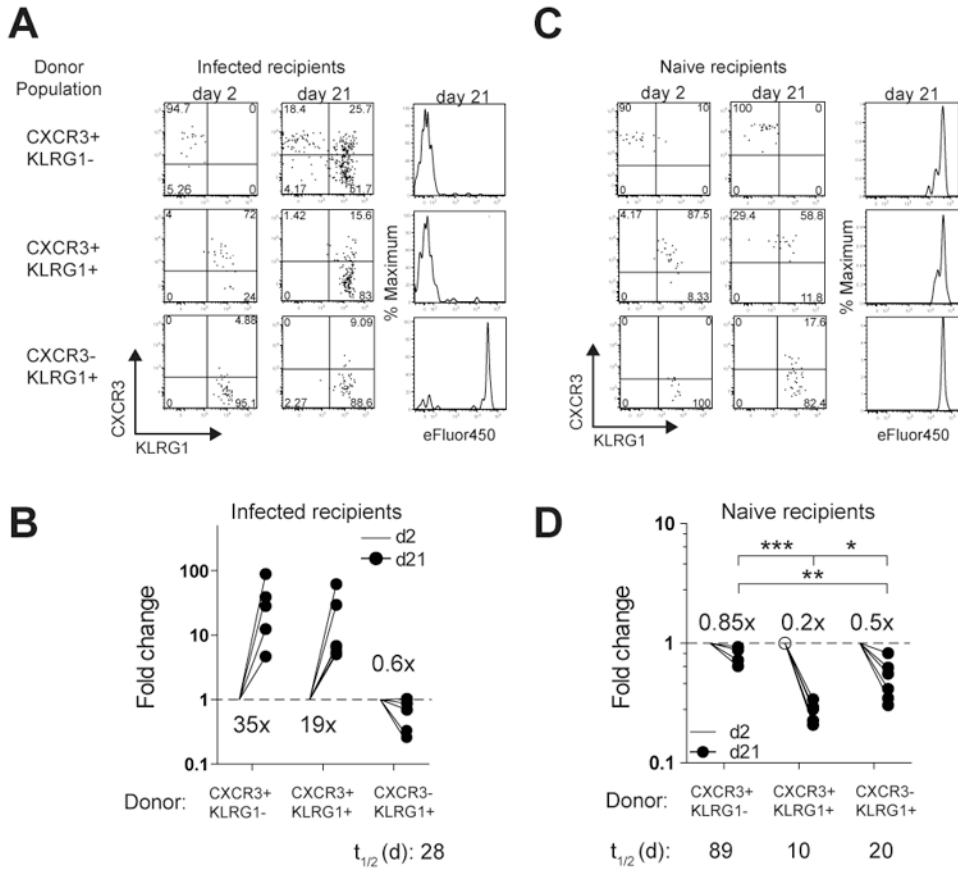 A
Donor
Population
Infected recipients
day 2
day 21
day 21
CXCR3+
KLRG1-
94.7
0
5.26
0
18.4
25.7
4.17
51.7
CXCR3+
KLRG1+
4
72
0
24
1.42
15.6
0
83
% Maximum
CXCR3-
KLRG1+
0
4.88
0
95.1
0
9.09
2.27
88.6
CXCR3
KLRG1
eFluor450
C
Naive recipients
day 2
day 21
day 21
90
10
0
0
100
0
0
0
4.17
87.5
0
8.33
29.4
58.8
0
11.8
% Maximum
0
0
0
100
0
17.6
0
82.4
CXCR3
KLRG1
eFluor450
B
Infected recipients
d2
d21
Fold change
100
10
1
0.1
35x
19x
0.6x
Donor:
CXCR3+
KLRG1-
CXCR3+
KLRG1+
CXCR3-
KLRG1+
t1/2 (d): 28
D
Naive recipients
Fold change
10
1
0.1
***
*
**
0.85x
0.2x
0.5x
d2
d21
Donor:
CXCR3+
KLRG1-
CXCR3+
KLRG1+
CXCR3-
KLRG1+
t1/2 (d): 89 10 20